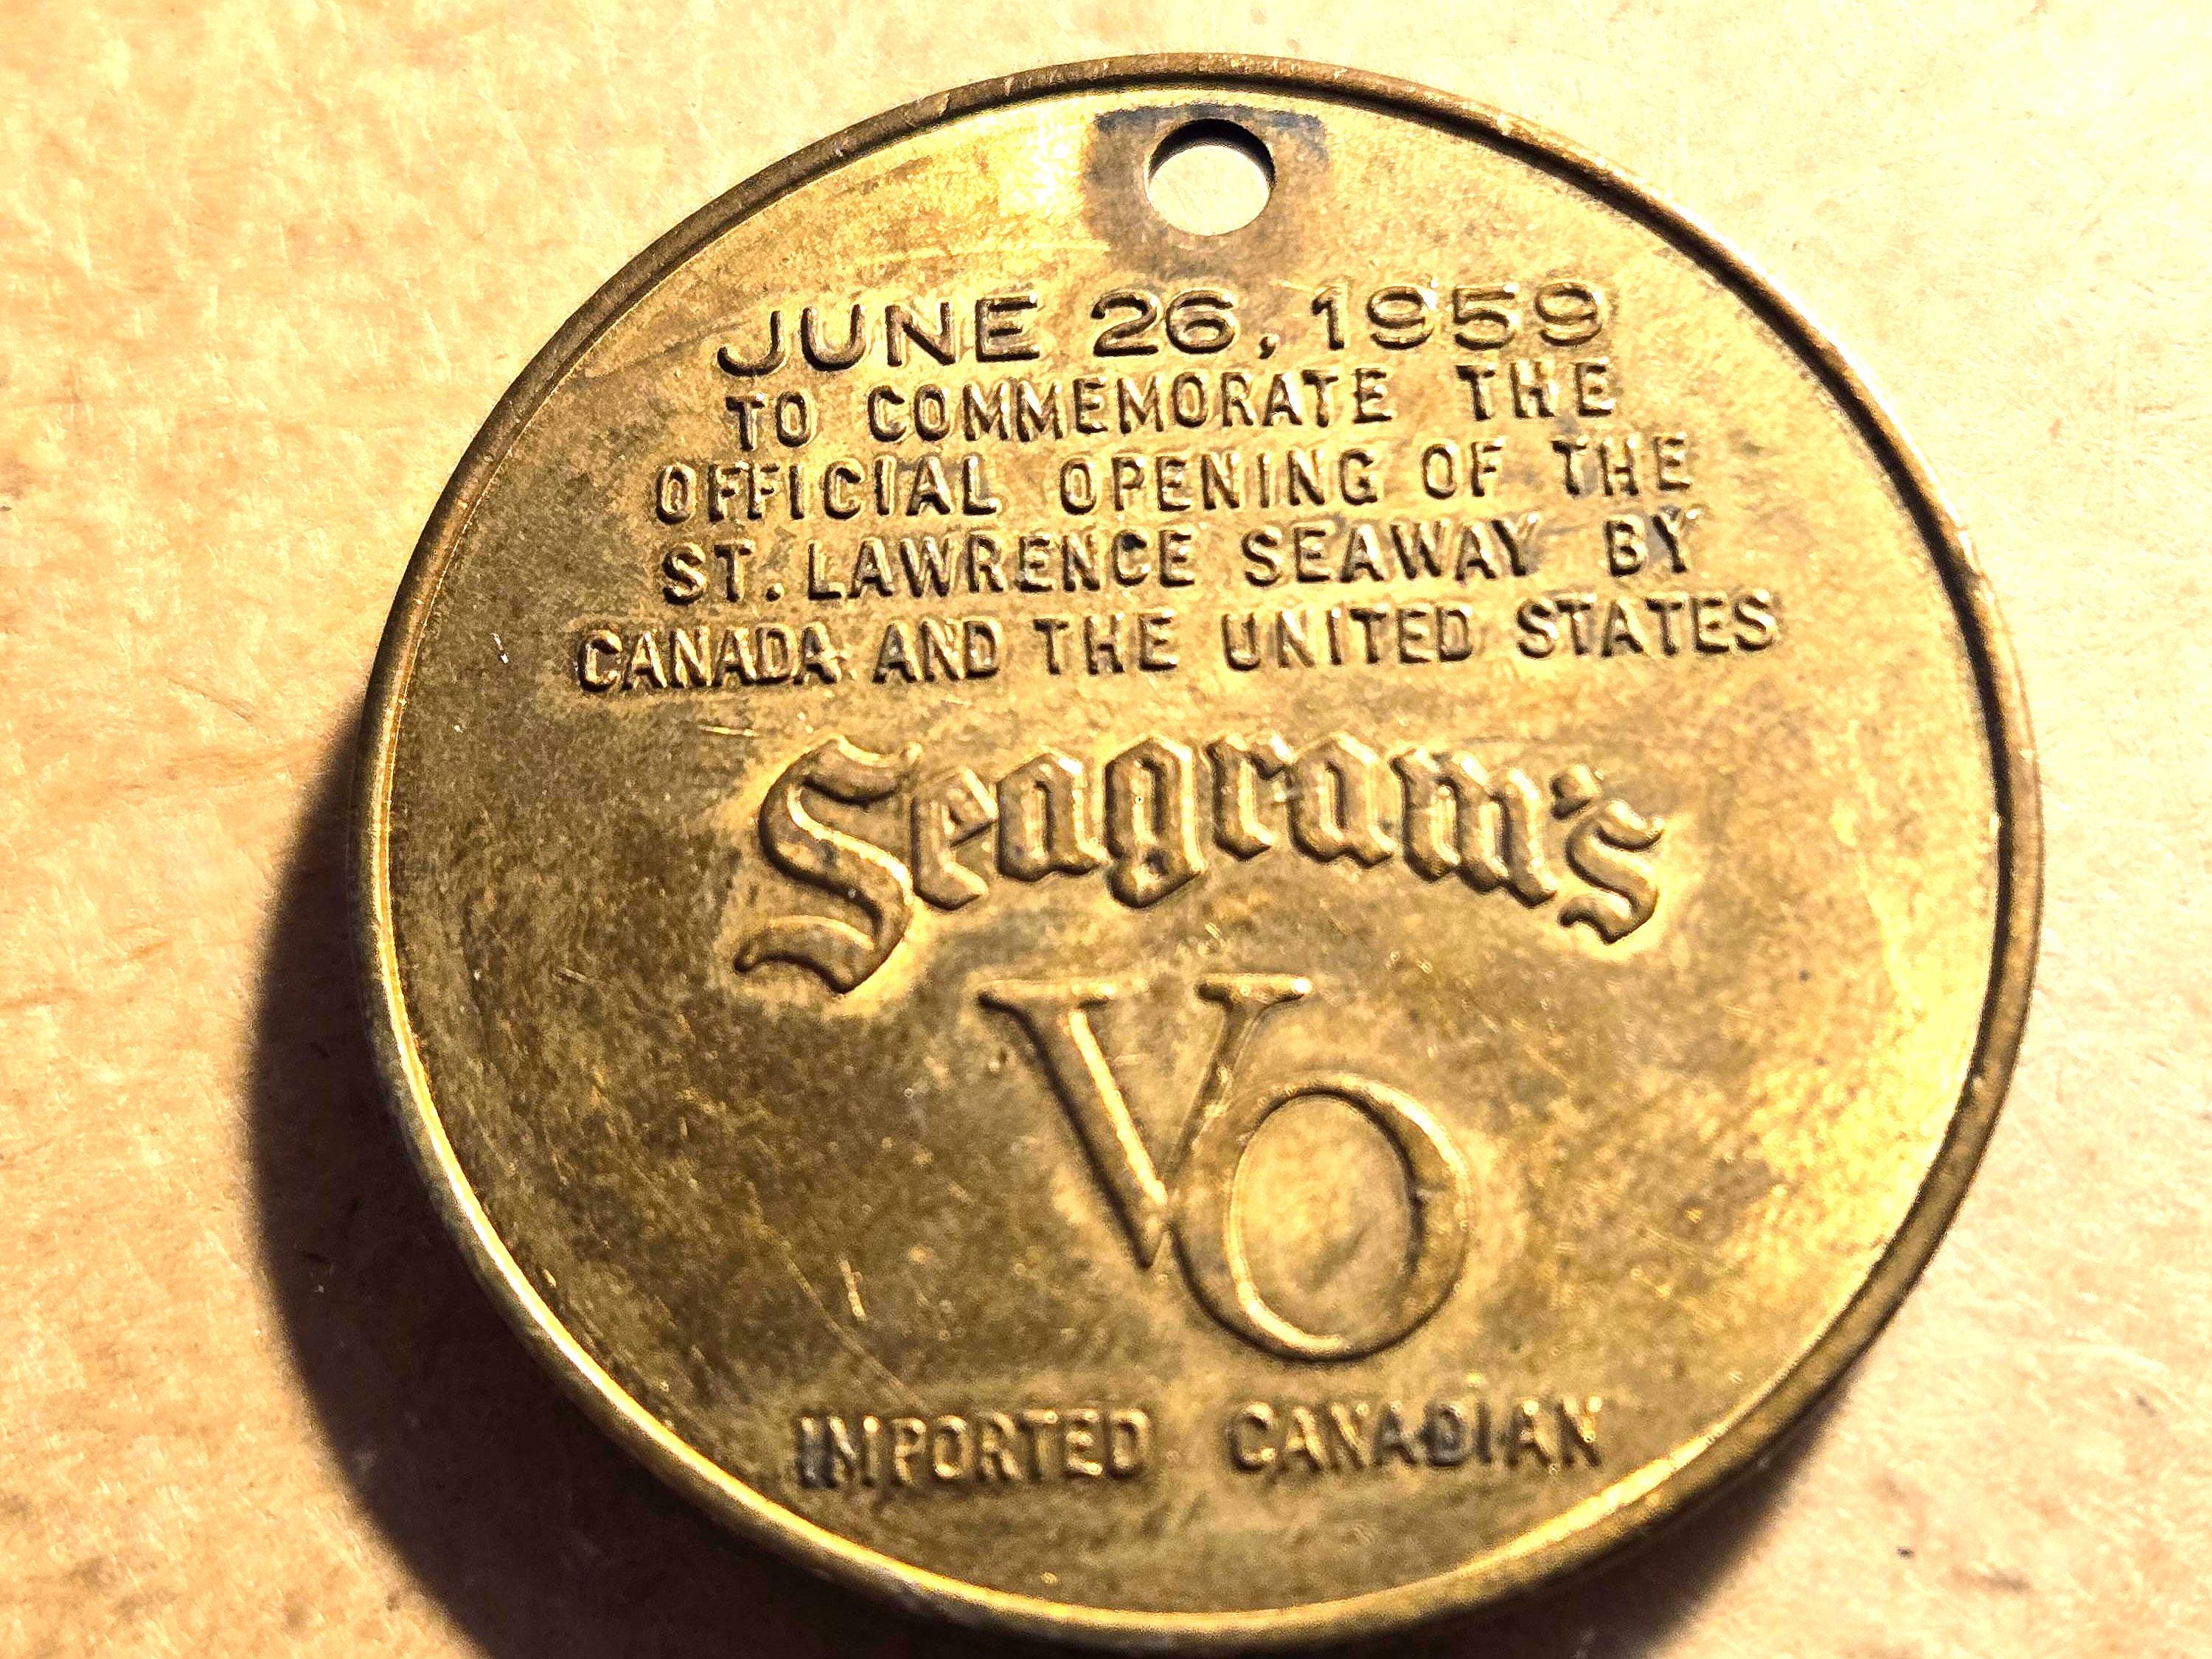 JUNE 26, 1959
TO COMMEMORATE THE
OFFICIAL OPENING OF THE
ST. LAWRENCE SEAWAY BY
CANADA AND THE UNITED STATES
Seagram's
VO
IMPORTED CANADIAN